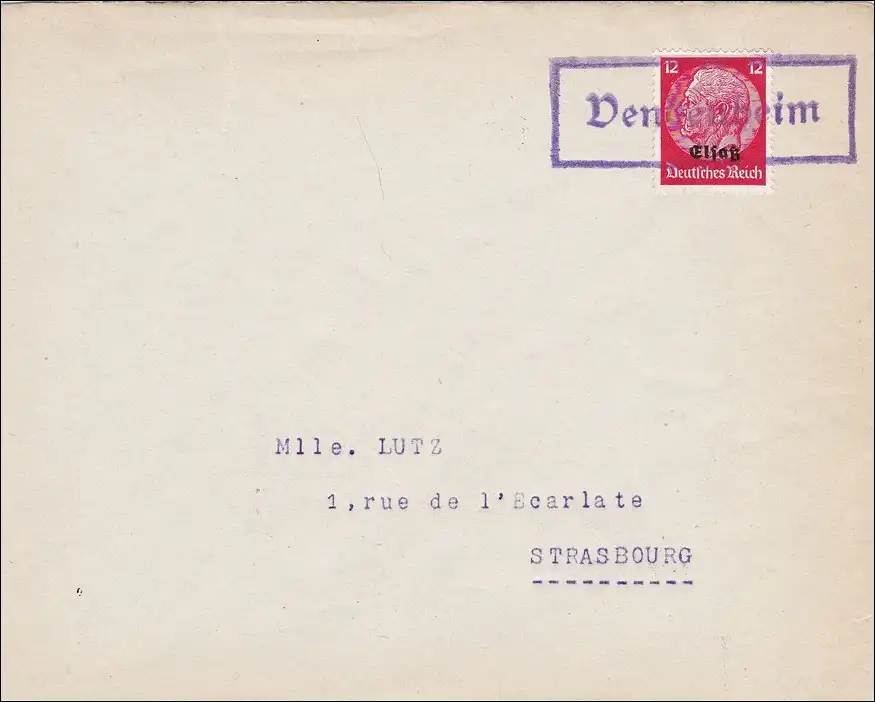 12 12
Elsaß
Deutsches Reich
Mlle. LUTZ
1, rue de l'Ecarlate
STRASBOURG